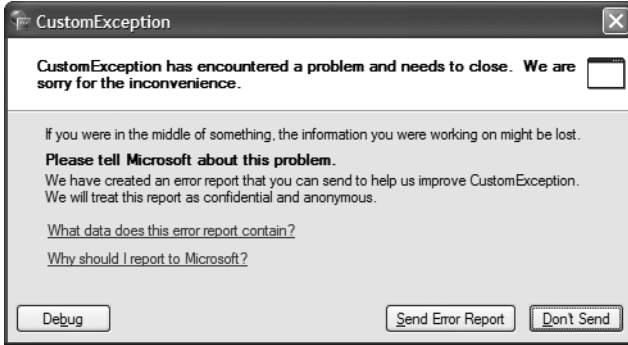 CustomException
CustomException has encountered a problem and needs to close. We are
sorry for the inconvenience.
If you were in the middle of something, the information you were working on might be lost.
Please tell Microsoft about this problem.
We have created an error report that you can send to help us improve CustomException.
We will treat this report as confidential and anonymous.
What data does this error report contain?
Why should I report to Microsoft?
Debug
Send Error Report
Don't Send